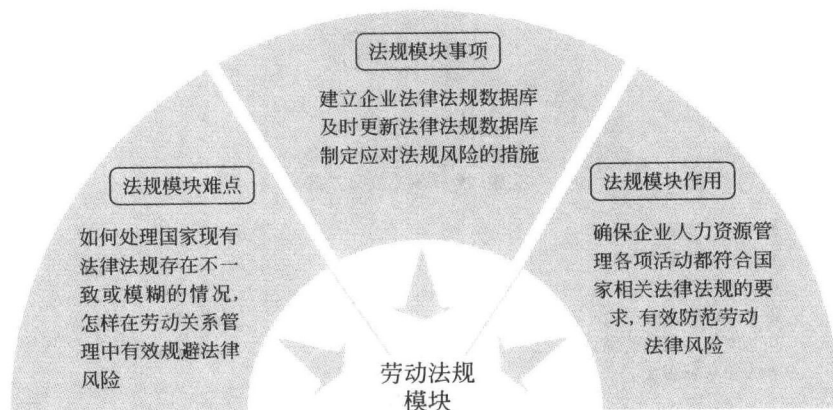 法规模块事项
建立企业法律法规数据库
及时更新法律法规数据库
制定应对法规风险的措施
法规模块难点
如何处理国家现有
法律法规存在不一
致或模糊的情况，
怎样在劳动关系管
理中有效规避法律
风险
法规模块作用
确保企业人力资源管
理各项活动都符合国
家相关法律法规的要
求，有效防范劳动
法律风险
劳动法规
模块